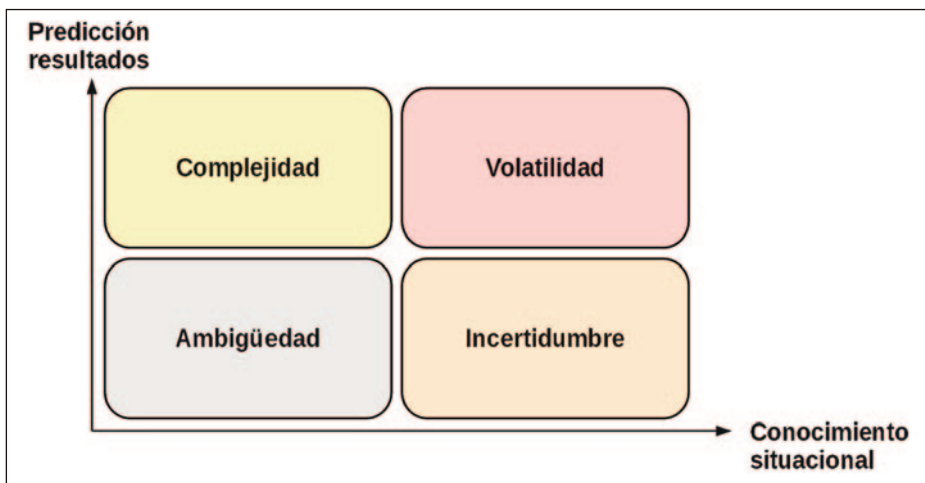 Predicción
resultados
Complejidad
Volatilidad
Ambigüedad
Incertidumbre
Conocimiento
situacional